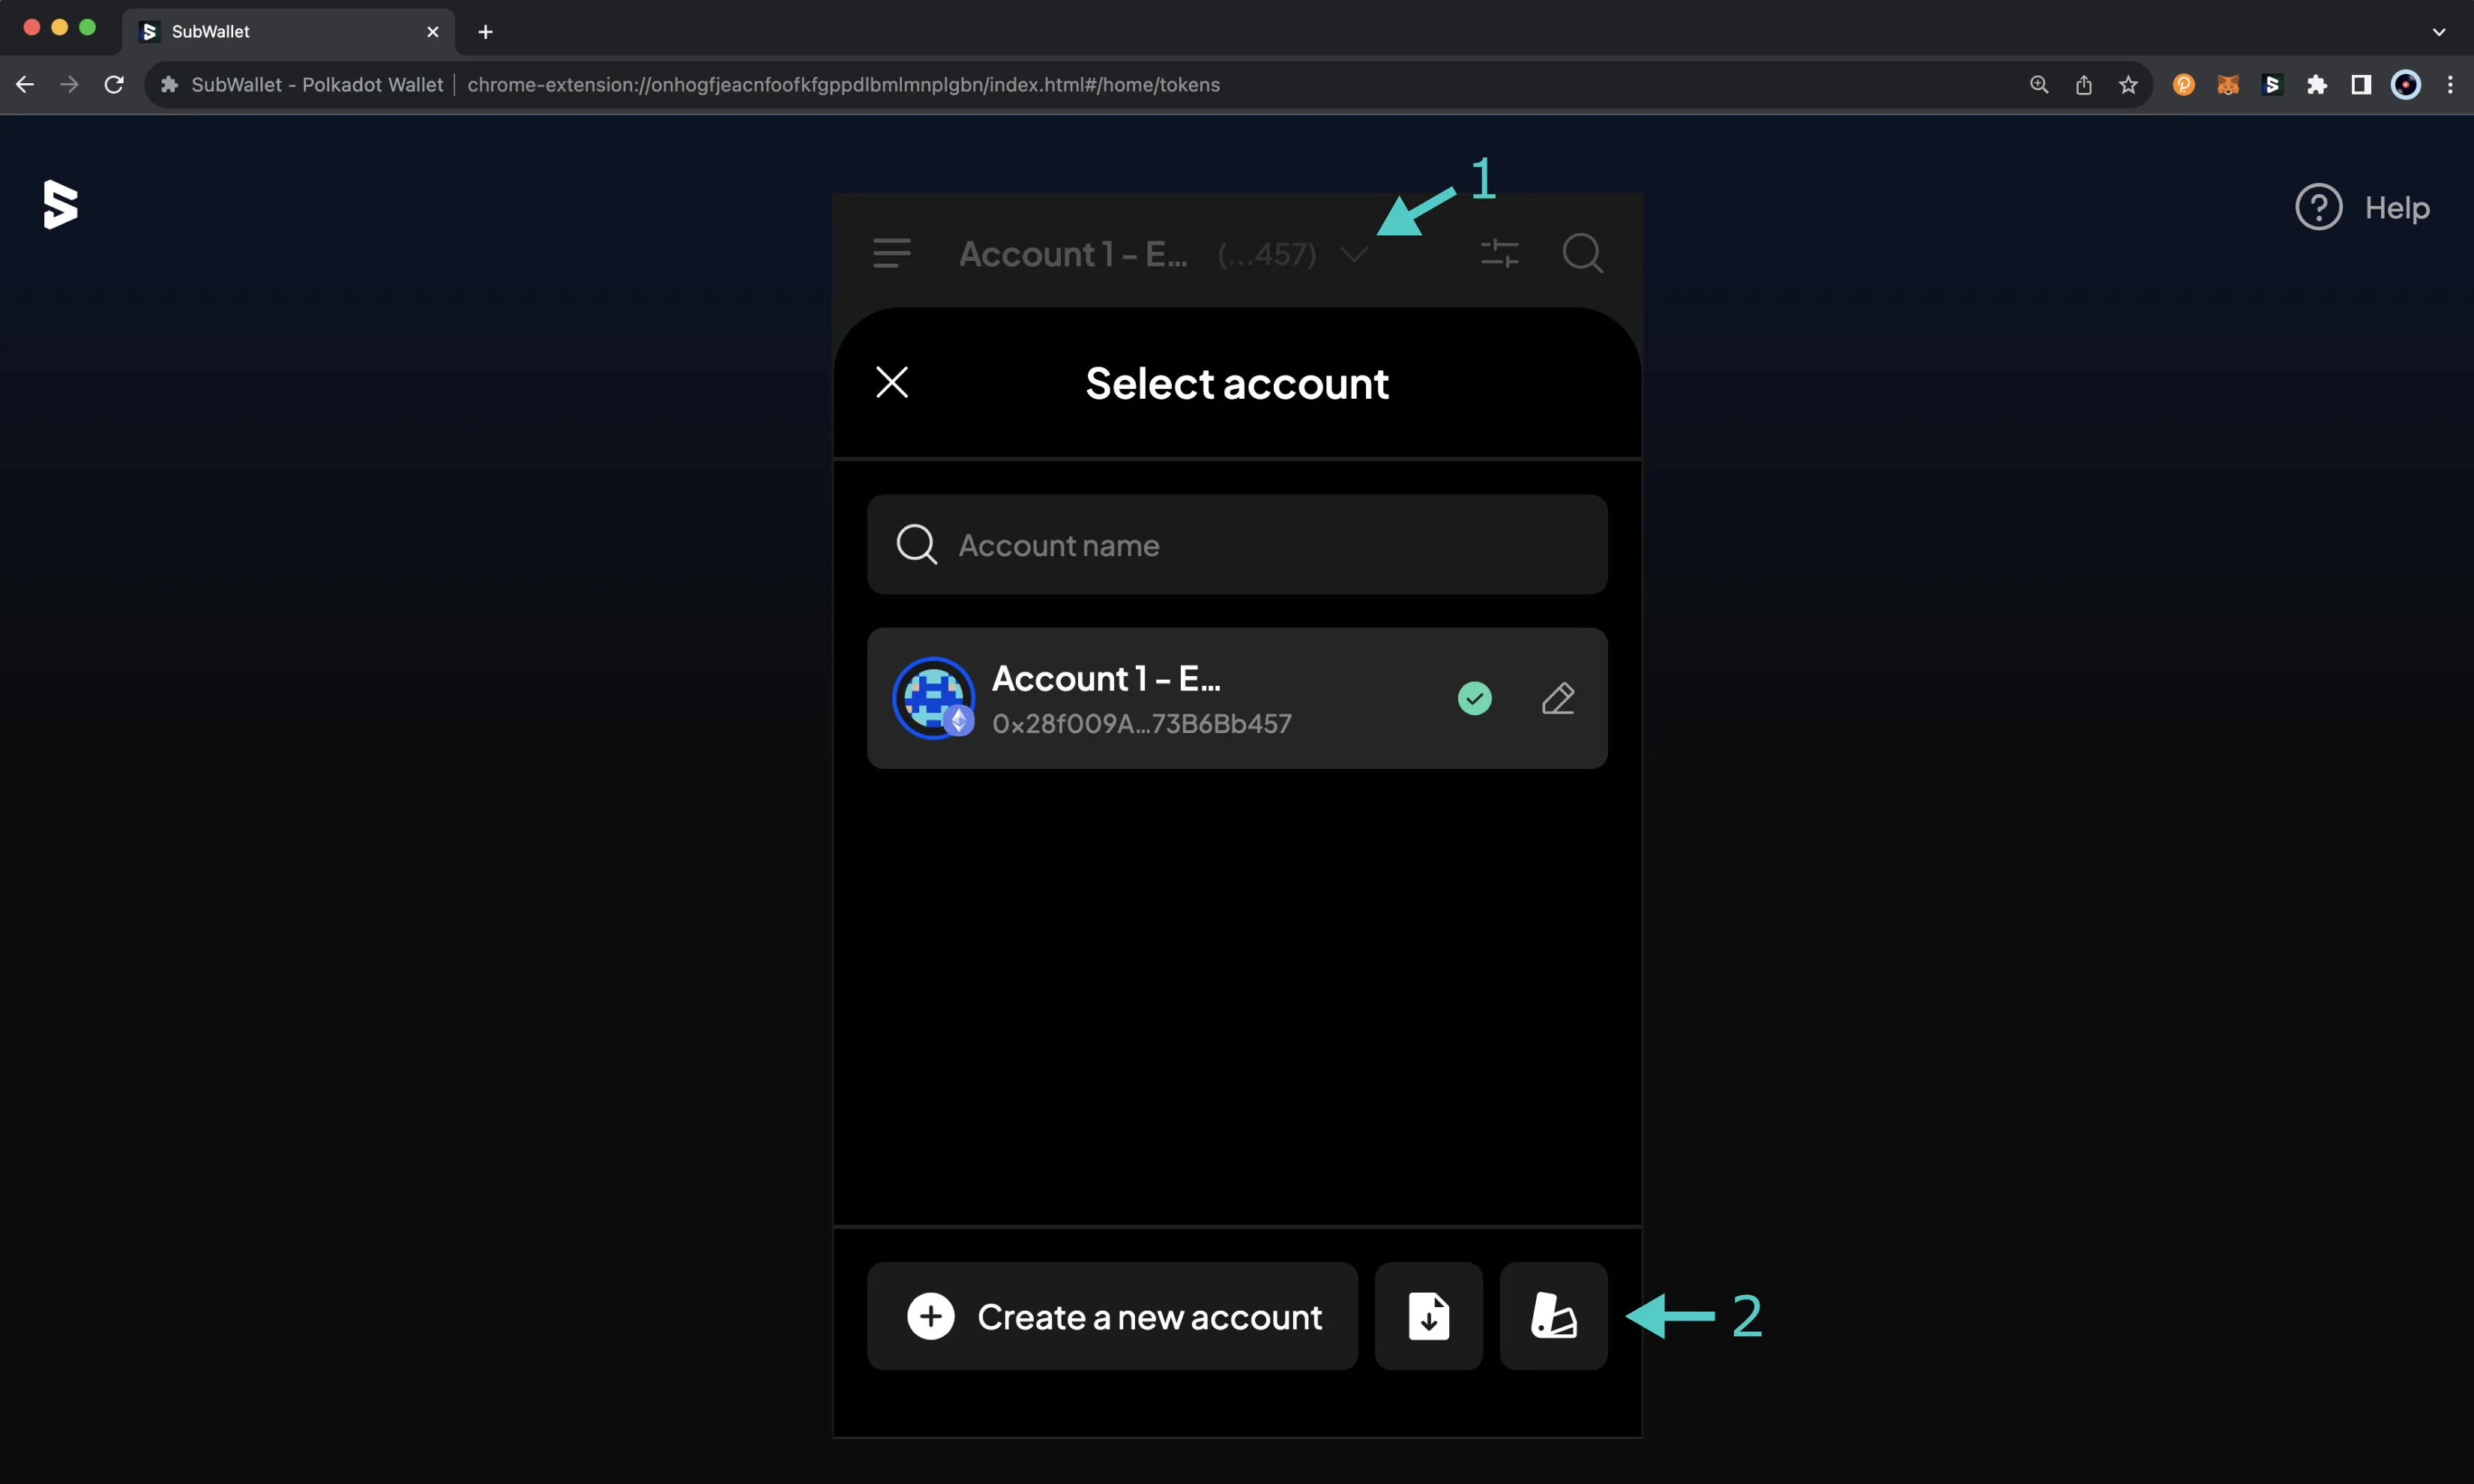 SubWallet
SubWallet - Polkadot Wallet | chrome-extension://onhogfjeacnfoofkfgppdlbmlmnplgbn/index.html#/home/tokens
Help
1
Account 1 - E... (...457)
Select account
Account name
Account 1 - E...
0x28f009A...73B6Bb457
Create a new account
2